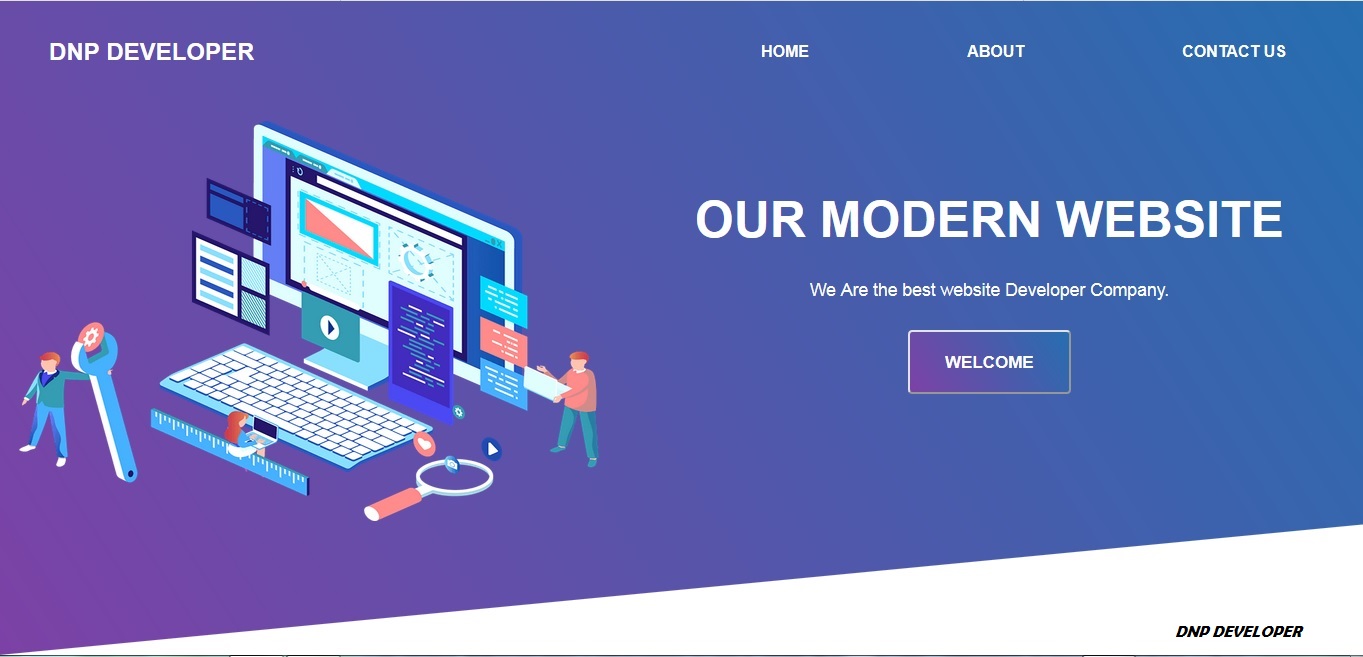 DNP DEVELOPER
HOME
ABOUT
CONTACT US
OUR MODERN WEBSITE
We Are the best website Developer Company.
WELCOME
DNP DEVELOPER